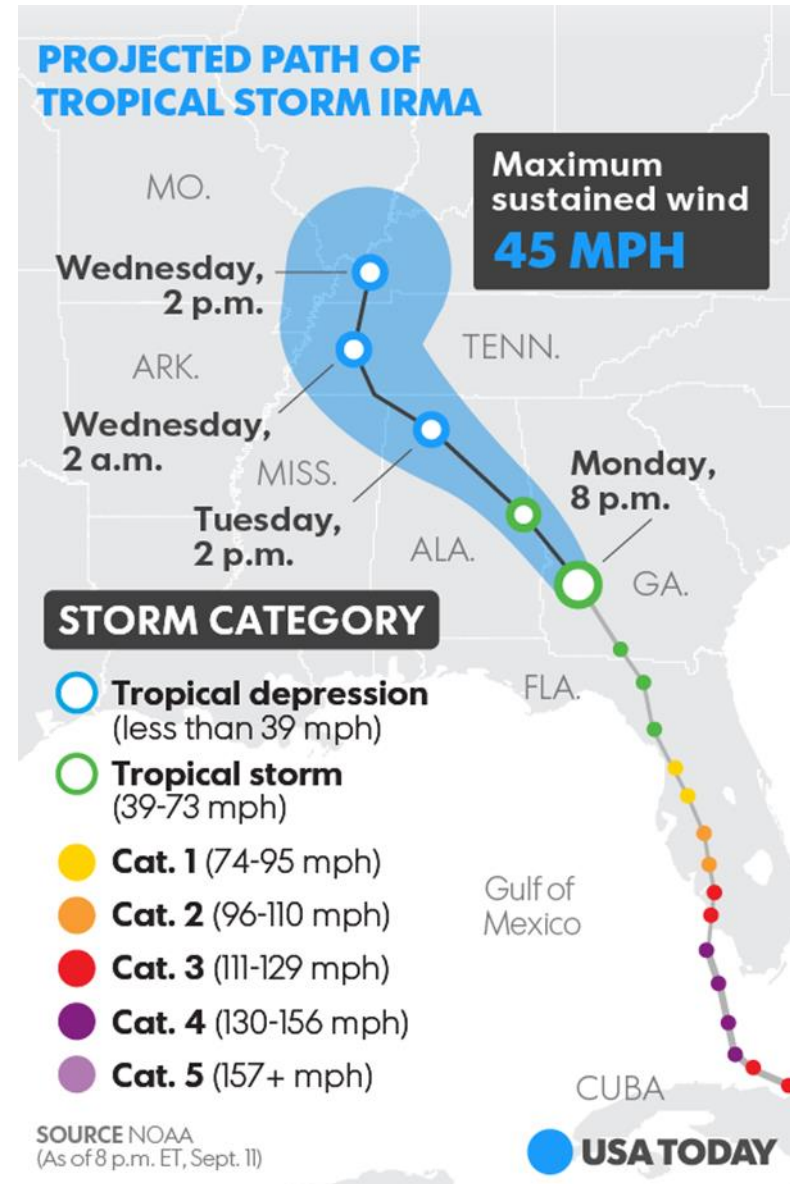 PROJECTED PATH OF
TROPICAL STORM IRMA
Maximum
sustained wind
45 MPH
MO.
Wednesday,
2 p.m.
TENN.
ARK.
Wednesday,
2 a.m.
MISS.
Monday,
8 p.m.
Tuesday,
2 p.m.
ALA.
GA.
STORM CATEGORY
FLA.
Tropical depression
(less than 39 mph)
Tropical storm
(39-73 mph)
Cat. 1 (74-95 mph)
Cat. 2 (96-110 mph)
Cat. 3 (111-129 mph)
Cat. 4 (130-156 mph)
Cat. 5 (157+ mph)
Gulf of
Mexico
CUBA
SOURCE NOAA
(As of 8 p.m. ET, Sept. 11)
USA TODAY